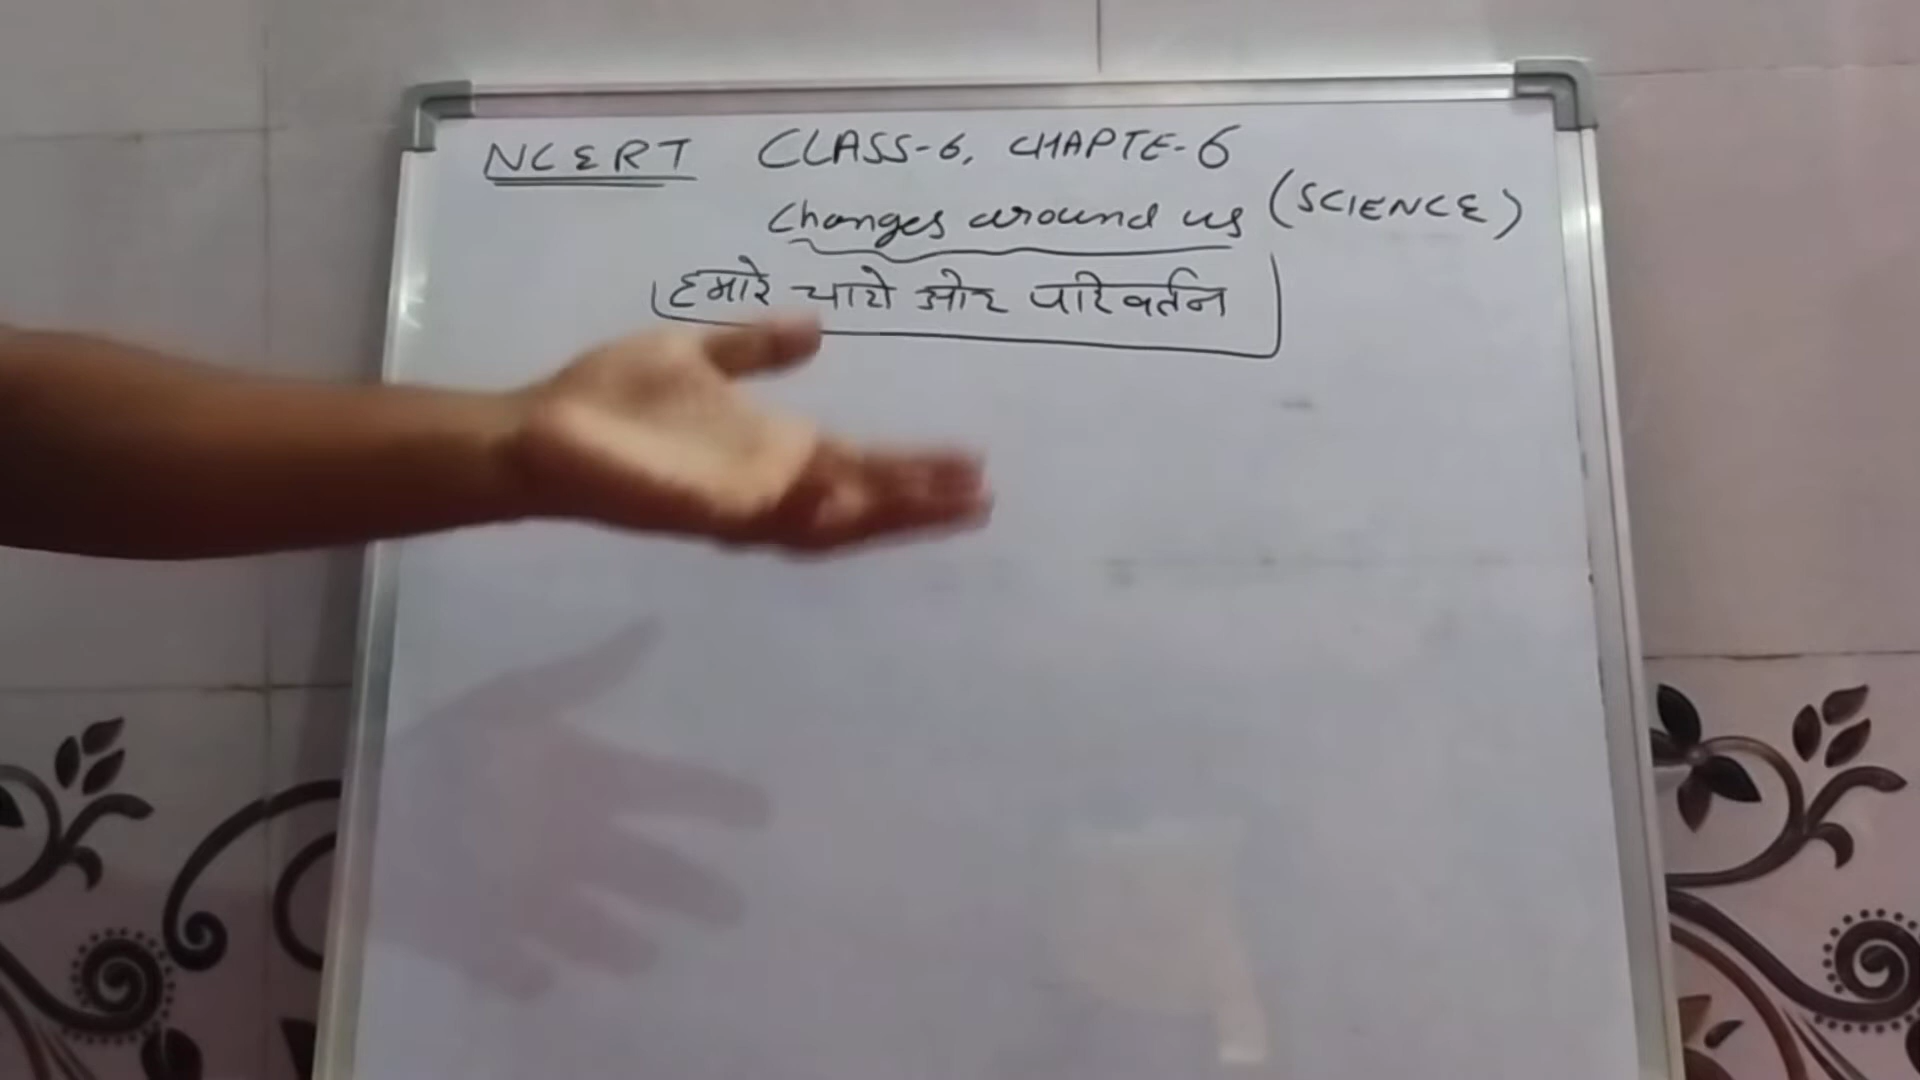 NCERT CLASS-6, CHAPTE-6
Changes around us (SCIENCE)
हमारे चारो ओर परिवर्तन